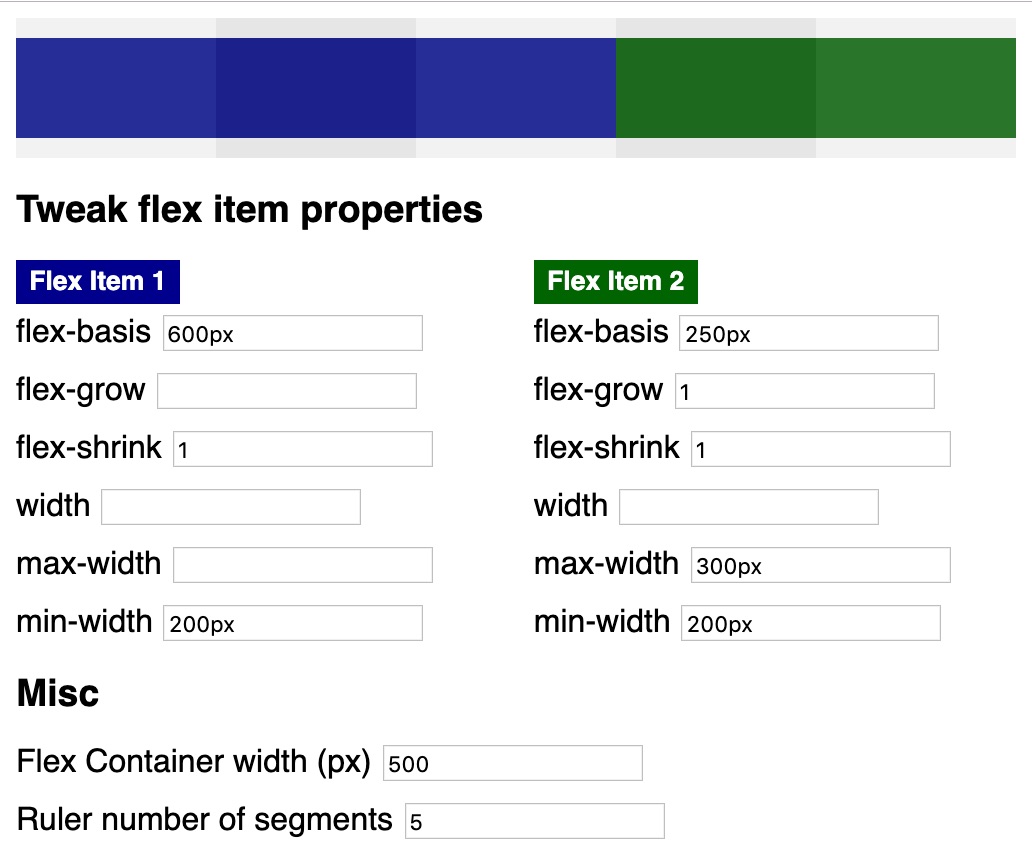 Tweak flex item properties
Flex Item 1
flex-basis 600px
flex-grow
flex-shrink 1
width
max-width
min-width 200px
Flex Item 2
flex-basis 250px
flex-grow 1
flex-shrink 1
width
max-width 300px
min-width 200px
Misc
Flex Container width (px) 500
Ruler number of segments 5